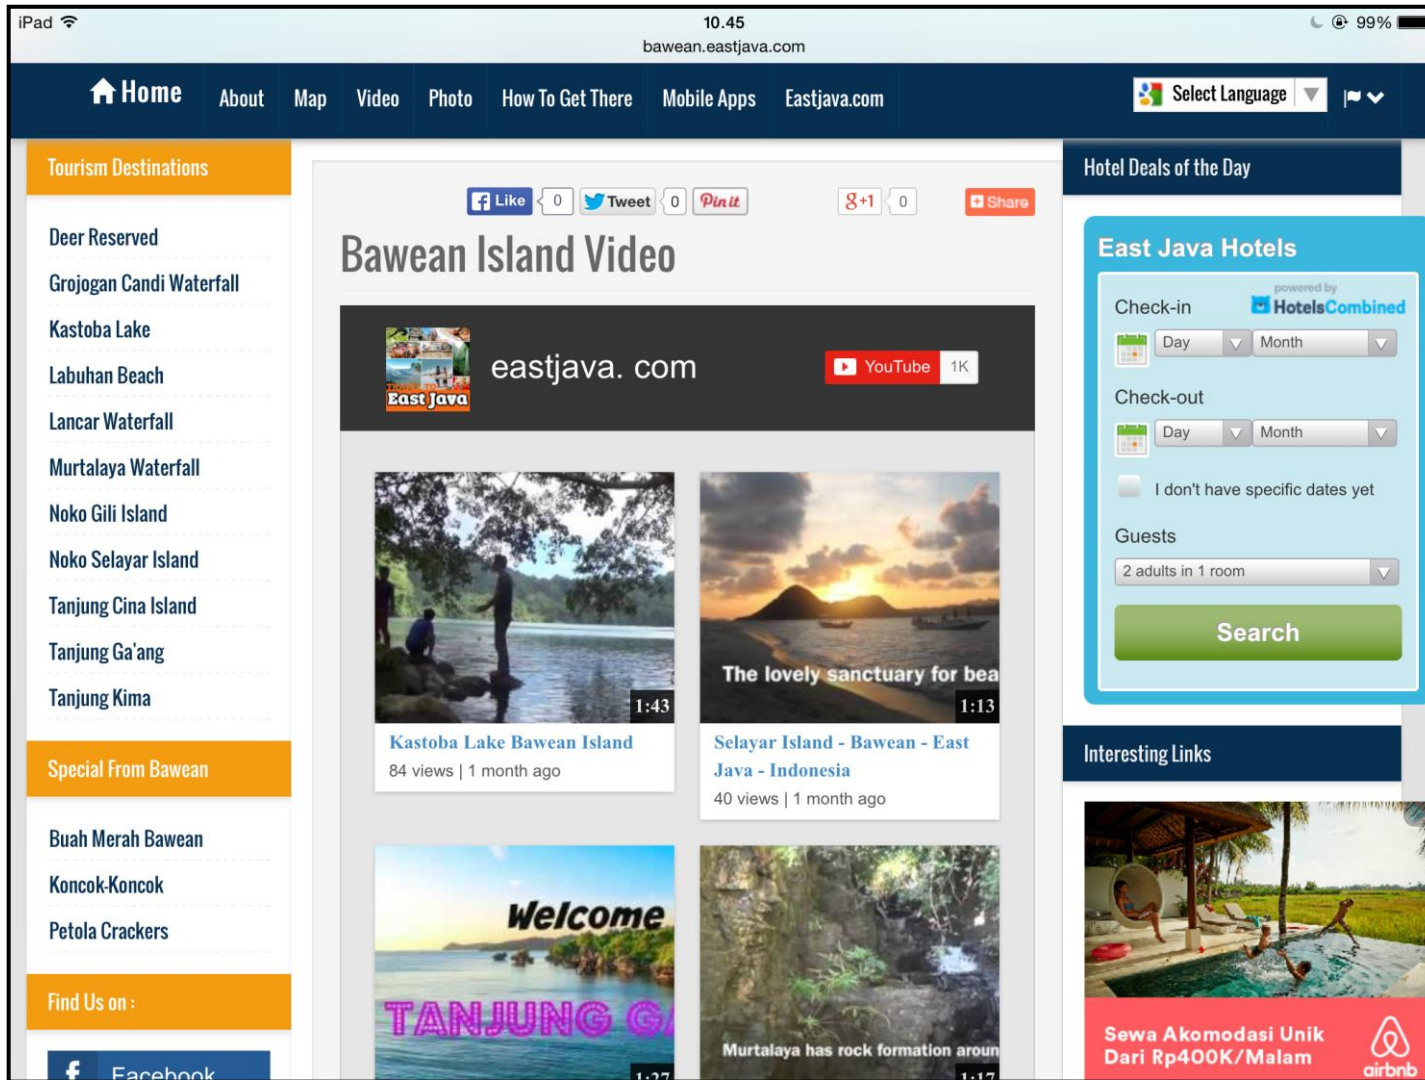 iPad
10.45
99%
bawean.eastjava.com
Home
About
Map
Video
Photo
How To Get There
Mobile Apps
Eastjava.com
Select Language
Tourism Destinations
Deer Reserved
Grojogan Candi Waterfall
Kastoba Lake
Labuhan Beach
Lancar Waterfall
Murtalaya Waterfall
Noko Gili Island
Noko Selayar Island
Tanjung Cina Island
Tanjung Ga'ang
Tanjung Kima
Special From Bawean
Buah Merah Bawean
Koncok-Koncok
Petola Crackers
Find Us on :
Facebook
Like 0
Tweet 0
Pin it
g+1 0
Share
Bawean Island Video
East Java
eastjava. com
YouTube 1K
1:43
Kastoba Lake Bawean Island
84 views | 1 month ago
The lovely sanctuary for bea
1:13
Selayar Island - Bawean - East
Java - Indonesia
40 views | 1 month ago
Welcome
TANJUNG GA
1:27
Murtalaya has rock formation aroun
1:17
Hotel Deals of the Day
East Java Hotels
powered by
HotelsCombined
Check-in
Day
Month
Check-out
Day
Month
I don't have specific dates yet
Guests
2 adults in 1 room
Search
Interesting Links
Sewa Akomodasi Unik
Dari Rp400K/Malam
airbnb